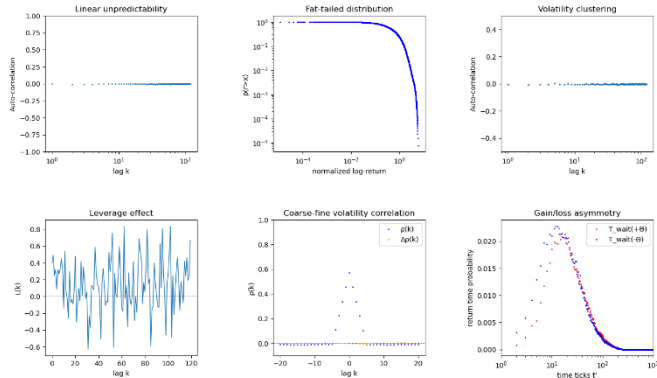 Linear unpredictability
Auto-correlation
1.00
0.75
0.50
0.25
0.00
-0.25
-0.50
-0.75
-1.00
10⁰
10¹
10²
lag k
Fat-tailed distribution
p(r>x)
10⁰
10⁻¹
10⁻²
10⁻³
10⁻⁴
10⁻⁵
10⁻⁴
10⁻²
10⁰
normalized log-return
Volatility clustering
Auto-correlation
0.4
0.2
0.0
-0.2
-0.4
10⁰
10¹
10²
lag k
Leverage effect
L(k)
0.8
0.6
0.4
0.2
0.0
-0.2
-0.4
-0.6
0
20
40
60
80
100
120
lag k
Coarse-fine volatility correlation
ρ(k)
Δρ(k)
ρ(k)
1.0
0.8
0.6
0.4
0.2
0.0
-20
-10
0
10
20
lag k
Gain/loss asymmetry
T_wait(+Θ)
T_wait(-Θ)
return time probability
0.020
0.015
0.010
0.005
0.000
10⁰
10¹
10²
10³
time ticks t'